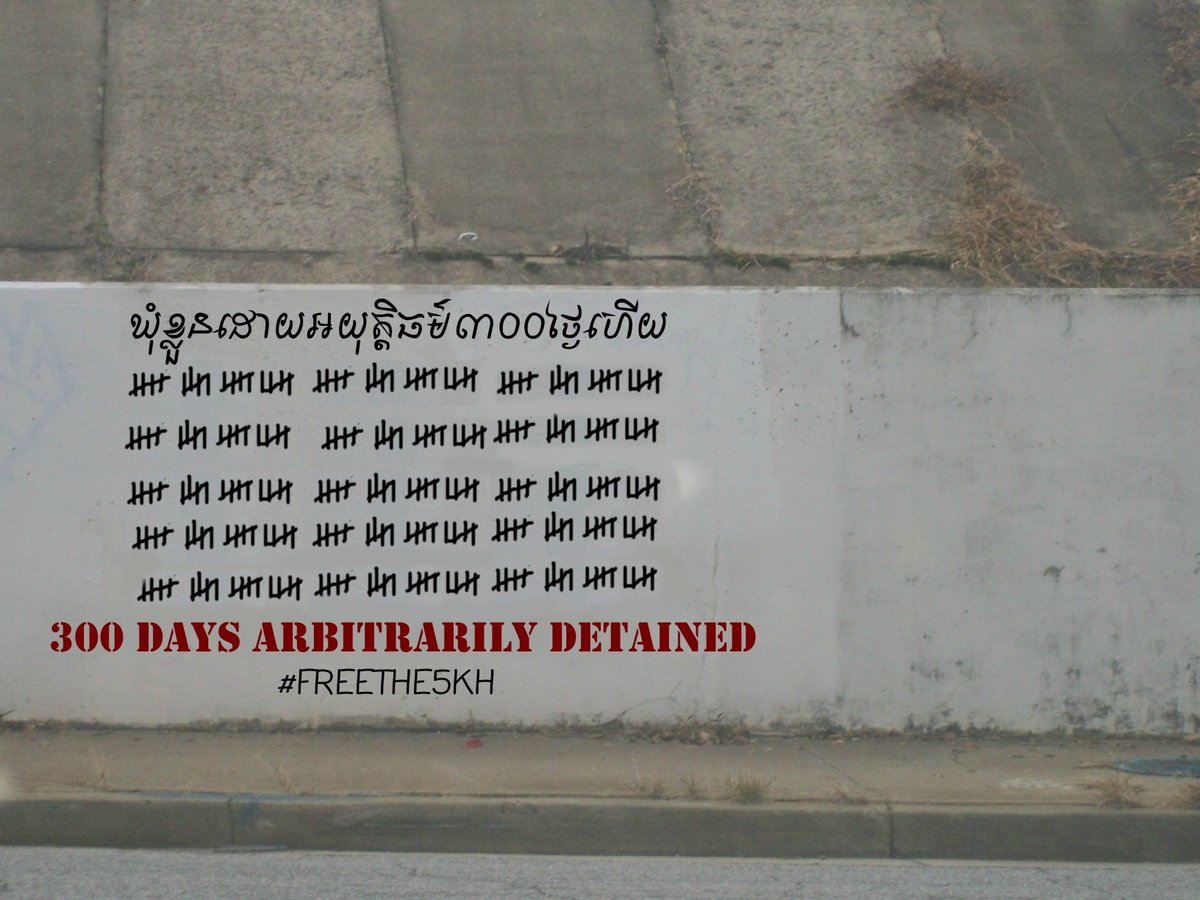 ឃុំខ្លួនដោយអយុត្តិធម៌៣០០ថ្ងៃហើយ
300 DAYS ARBITRARILY DETAINED
#FREETHE5KH